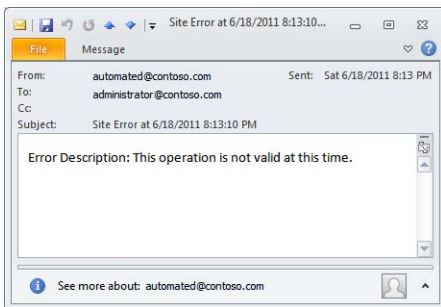 Site Error at 6/18/2011 8:13:10...
File Message
From: automated@contoso.com Sent: Sat 6/18/2011 8:13 PM
To: administrator@contoso.com
Cc:
Subject: Site Error at 6/18/2011 8:13:10 PM
Error Description: This operation is not valid at this time.
See more about: automated@contoso.com